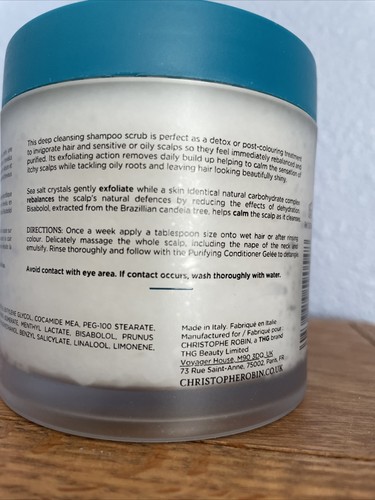 This deep cleansing shampoo scrub is perfect as a detox or post-colouring treatment
to invigorate hair and sensitive or oily scalps so they feel immediately rebalanced and
purified. Its exfoliating action removes daily build up helping to calm the sensation of
itchy scalps while tackling oily roots and leaving hair looking beautifully shiny.
Sea salt crystals gently exfoliate while a skin identical natural carbohydrate complex
rebalances the scalp's natural defences by reducing the effects of dehydration.
Bisabolol, extracted from the Brazillian candeia tree, helps calm the scalp as it cleanses.
DIRECTIONS: Once a week apply a tablespoon size onto wet hair or after rinsing
colour. Delicately massage the whole scalp, including the nape of the neck and
emulsify. Rinse thoroughly and follow with the Purifying Conditioner Gelée to detangle.
Avoid contact with eye area. If contact occurs, wash thoroughly with water.
GLYCOL, COCAMIDE MEA, PEG-100 STEARATE,
MENTHYL LACTATE, BISABOLOL, PRUNUS
BENZYL SALICYLATE, LINALOOL, LIMONENE,
Made in Italy. Fabriqué en Italie
Manufactured for / Fabriqué pour:
CHRISTOPHE ROBIN, a THG brand
THG Beauty Limited
Voyager House, M90 3DQ, UK
73 Rue Saint-Anne, 75002, Paris, FR
CHRISTOPHEROBIN.CO.UK